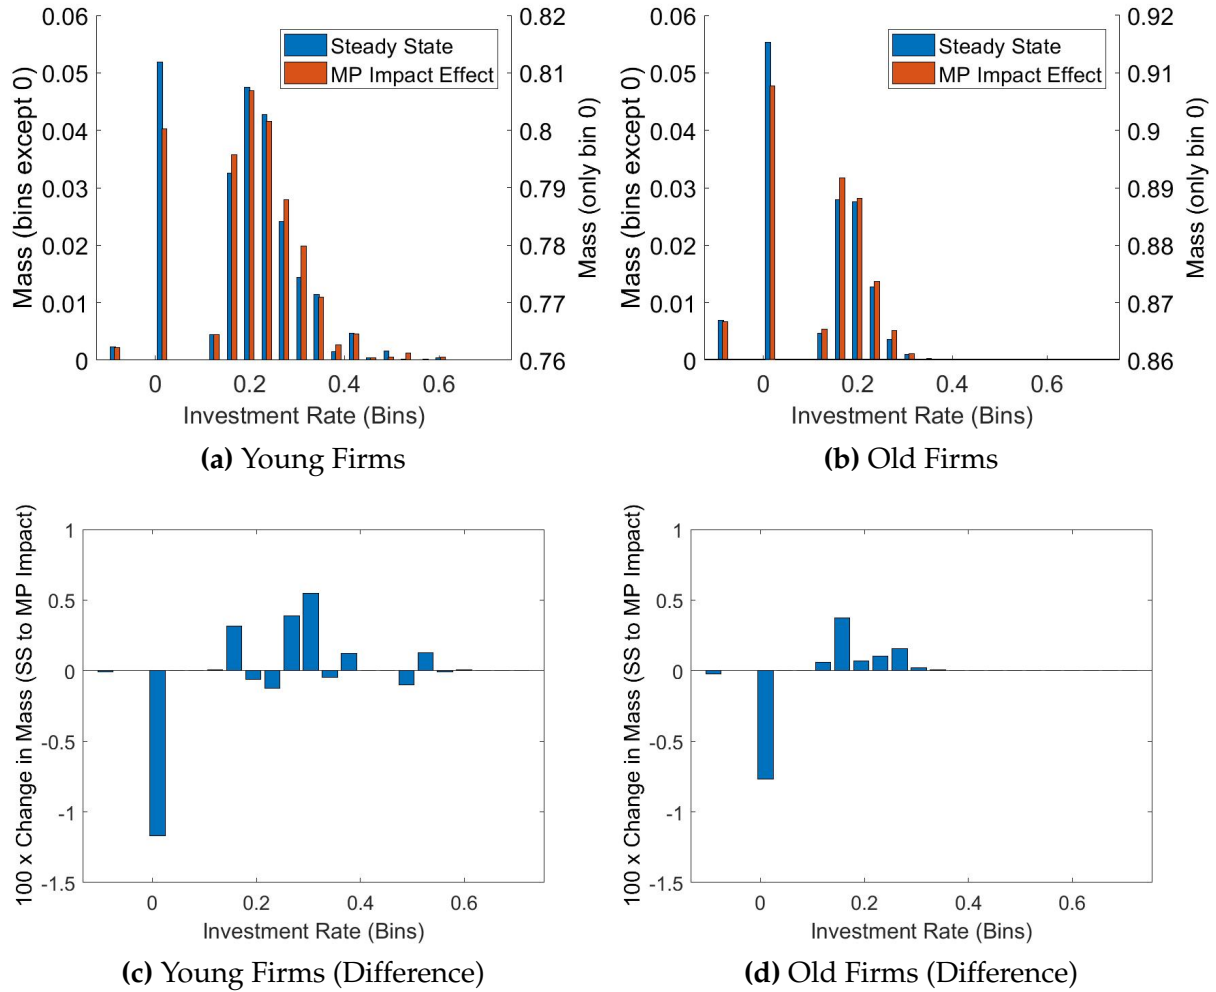 0.06
0.05
0.04
0.03
0.02
0.01
0
Mass (bins except 0)
0.82
0.81
0.8
0.79
0.78
0.77
0.76
Mass (only bin 0)
Steady State
MP Impact Effect
0 0.2 0.4 0.6
Investment Rate (Bins)
(a) Young Firms
0.06
0.05
0.04
0.03
0.02
0.01
0
Mass (bins except 0)
0.92
0.91
0.9
0.89
0.88
0.87
0.86
Mass (only bin 0)
Steady State
MP Impact Effect
0 0.2 0.4 0.6
Investment Rate (Bins)
(b) Old Firms
1
0.5
0
-0.5
-1
-1.5
100 x Change in Mass (SS to MP Impact)
0 0.2 0.4 0.6
Investment Rate (Bins)
(c) Young Firms (Difference)
1
0.5
0
-0.5
-1
-1.5
100 x Change in Mass (SS to MP Impact)
0 0.2 0.4 0.6
Investment Rate (Bins)
(d) Old Firms (Difference)